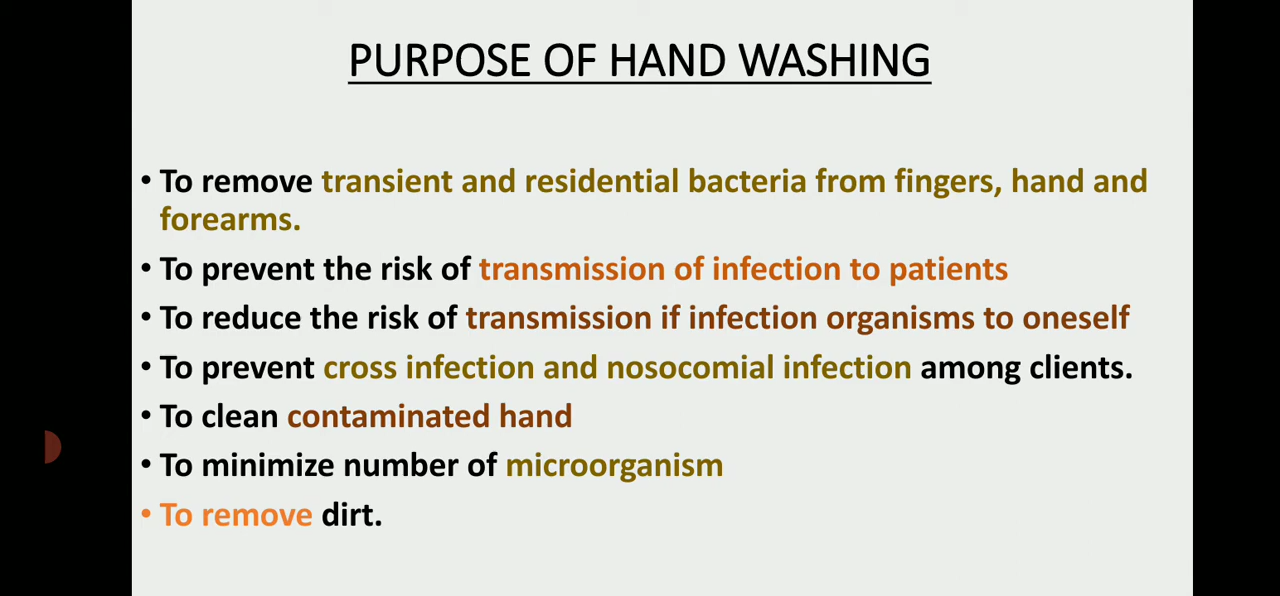 PURPOSE OF HAND WASHING
• To remove transient and residential bacteria from fingers, hand and
forearms.
• To prevent the risk of transmission of infection to patients
• To reduce the risk of transmission if infection organisms to oneself
• To prevent cross infection and nosocomial infection among clients.
• To clean contaminated hand
• To minimize number of microorganism
• To remove dirt.